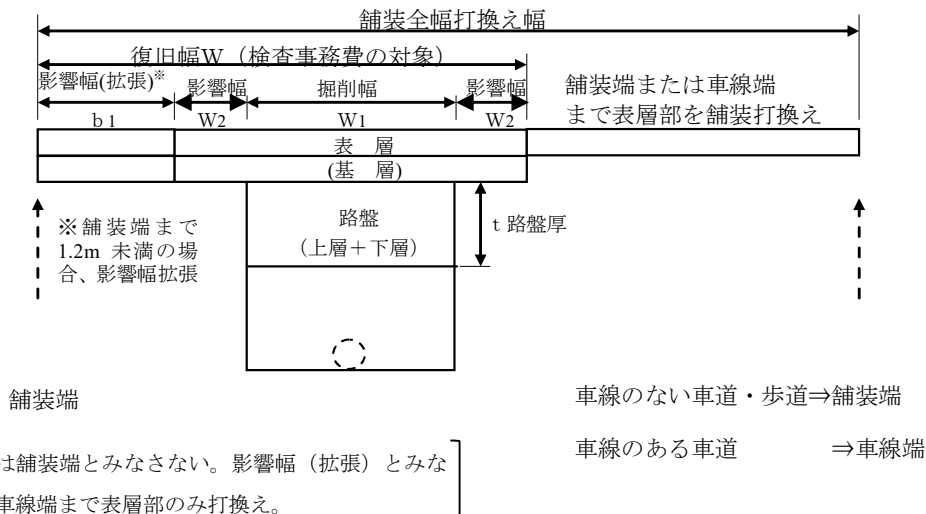 舗装全幅打換え幅
復旧幅W（検査事務費の対象）
影響幅(拡張)※
影響幅
掘削幅
影響幅
舗装端または車線端
まで表層部を舗装打換え
b1
W2
W1
W2
表 層
(基 層)
※舗装端まで
1.2m 未満の場
合、影響幅拡張
路盤
（上層＋下層）
t 路盤厚
舗装端
車線のない車道・歩道⇒舗装端
車線のある車道 ⇒車線端
は舗装端とみなさない。影響幅（拡張）とみな
車線端まで表層部のみ打換え。